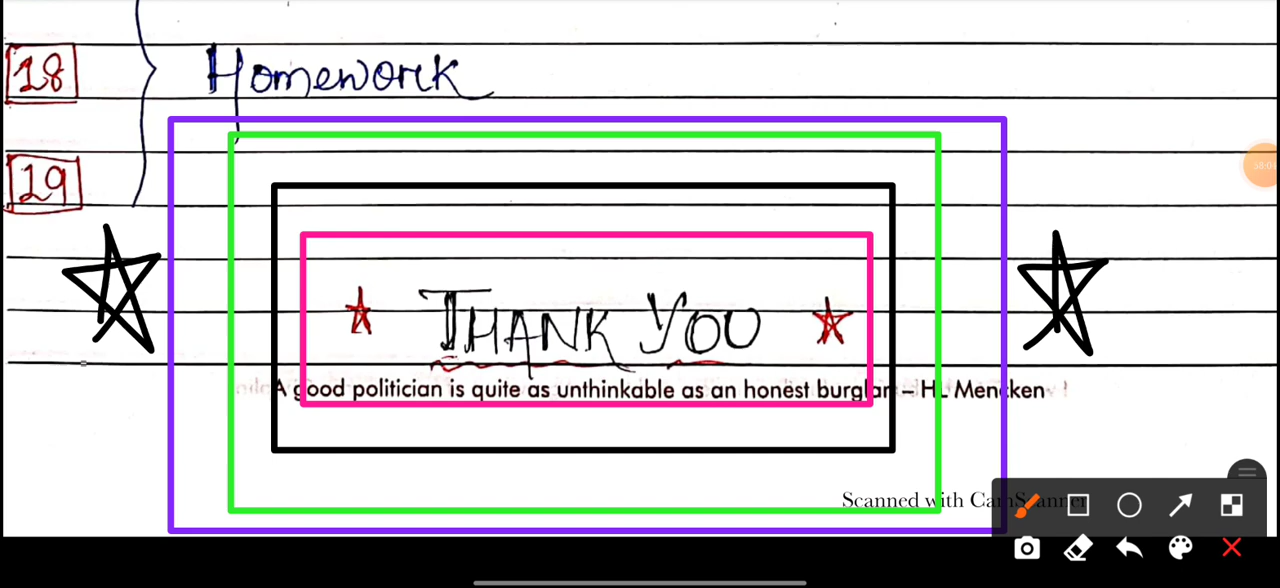 18 Homework
19
THANK YOU
A good politician is quite as unthinkable as an honest burglar – HL Mencken
Scanned with CamScanner